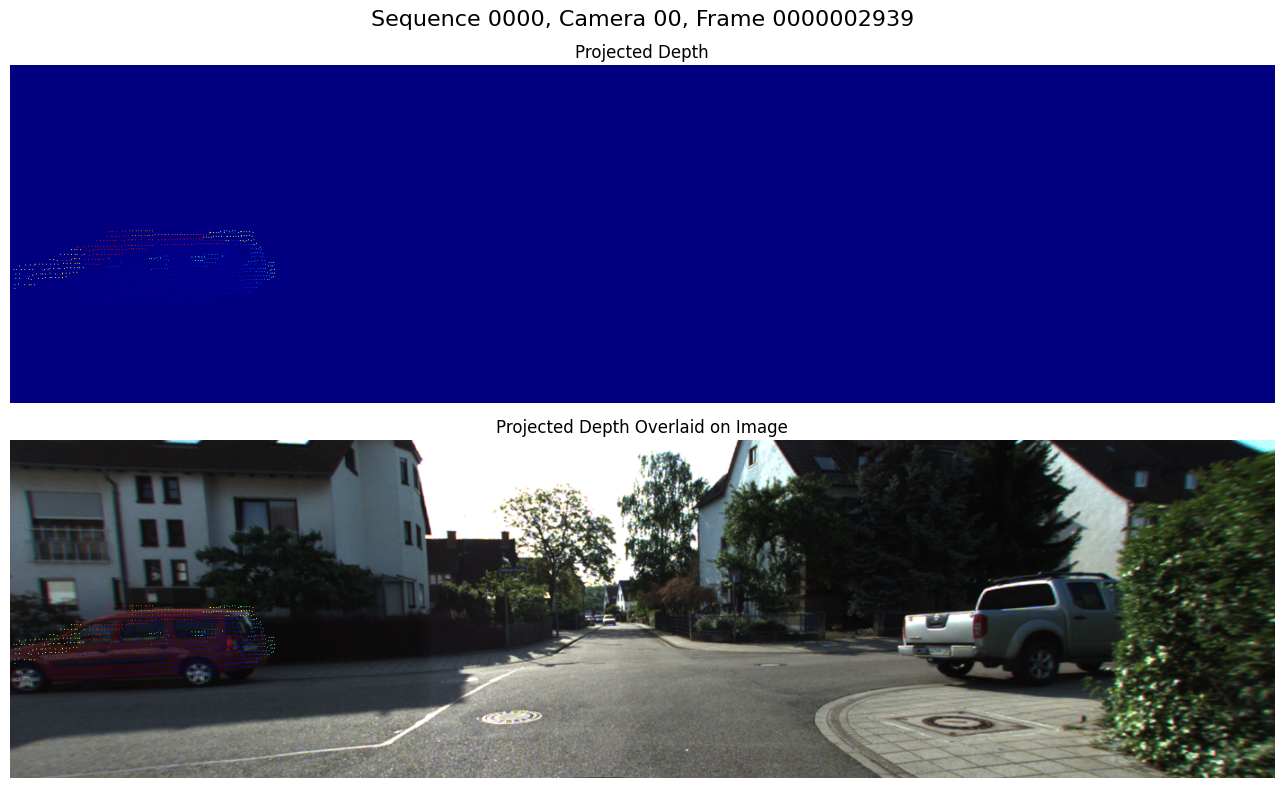 Sequence 0000, Camera 00, Frame 0000002939
Projected Depth
Projected Depth Overlaid on Image